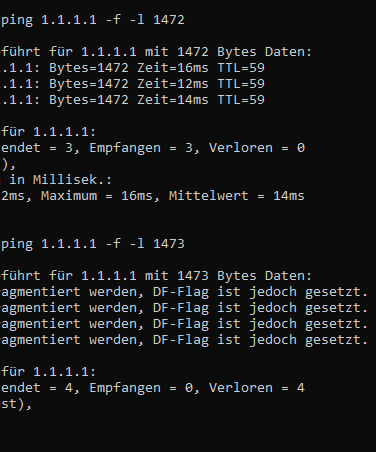 ping 1.1.1.1 -f -l 1472
eführt für 1.1.1.1 mit 1472 Bytes Daten:
.1.1: Bytes=1472 Zeit=16ms TTL=59
.1.1: Bytes=1472 Zeit=12ms TTL=59
.1.1: Bytes=1472 Zeit=14ms TTL=59
für 1.1.1.1:
endet = 3, Empfangen = 3, Verloren = 0
),
in Millisek.:
2ms, Maximum = 16ms, Mittelwert = 14ms
ping 1.1.1.1 -f -l 1473
eführt für 1.1.1.1 mit 1473 Bytes Daten:
agmentiert werden, DF-Flag ist jedoch gesetzt.
agmentiert werden, DF-Flag ist jedoch gesetzt.
agmentiert werden, DF-Flag ist jedoch gesetzt.
agmentiert werden, DF-Flag ist jedoch gesetzt.
für 1.1.1.1:
endet = 4, Empfangen = 0, Verloren = 4
st),